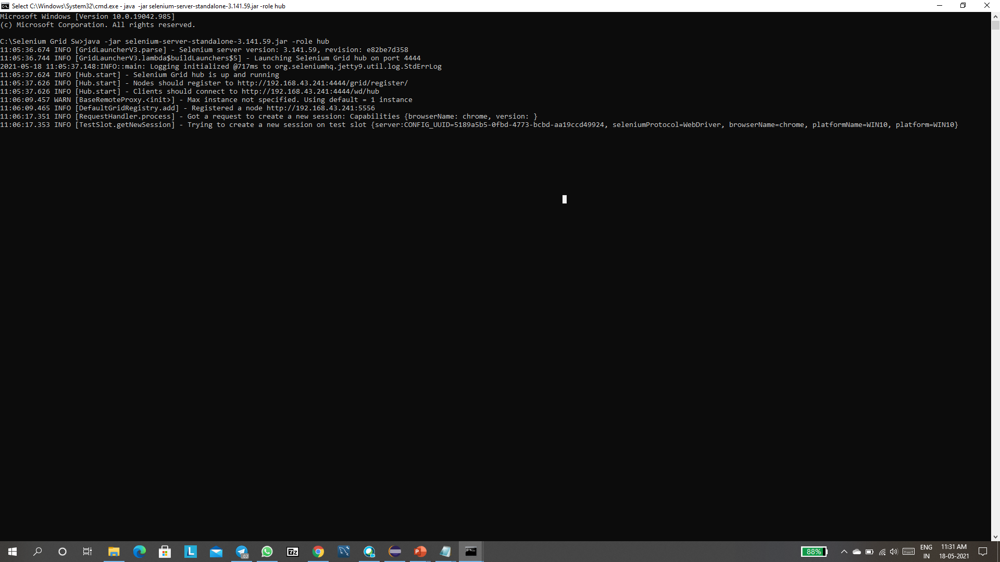 Select C:\Windows\System32\cmd.exe - java  -jar selenium-server-standalone-3.141.59.jar -role hub
Microsoft Windows [Version 10.0.19042.985]
(c) Microsoft Corporation. All rights reserved.
C:\Selenium Grid Sw>java -jar selenium-server-standalone-3.141.59.jar -role hub
11:05:36.674 INFO [GridLauncherV3.parse] - Selenium server version: 3.141.59, revision: e82be7d358
11:05:36.744 INFO [GridLauncherV3.lambda$buildLaunchers$5] - Launching Selenium Grid hub on port 4444
2021-05-18 11:05:37.148:INFO::main: Logging initialized @717ms to org.seleniumhq.jetty9.util.log.StdErrLog
11:05:37.624 INFO [Hub.start] - Selenium Grid hub is up and running
11:05:37.626 INFO [Hub.start] - Nodes should register to http://192.168.43.241:4444/grid/register/
11:05:37.626 INFO [Hub.start] - Clients should connect to http://192.168.43.241:4444/wd/hub
11:06:09.457 WARN [BaseRemoteProxy.<init>] - Max instance not specified. Using default = 1 instance
11:06:09.465 INFO [DefaultGridRegistry.add] - Registered a node http://192.168.43.241:5556
11:06:17.351 INFO [RequestHandler.process] - Got a request to create a new session: Capabilities {browserName: chrome, version: }
11:06:17.353 INFO [TestSlot.getNewSession] - Trying to create a new session on test slot {server:CONFIG_UUID=5189a5b5-0fbd-4773-bcbd-aa19ccd49924, seleniumProtocol=WebDriver, browserName=chrome, platformName=WIN10, platform=WIN10}
L
.02
7z
P
88%
ENG
IN
11:31 AM
18-05-2021